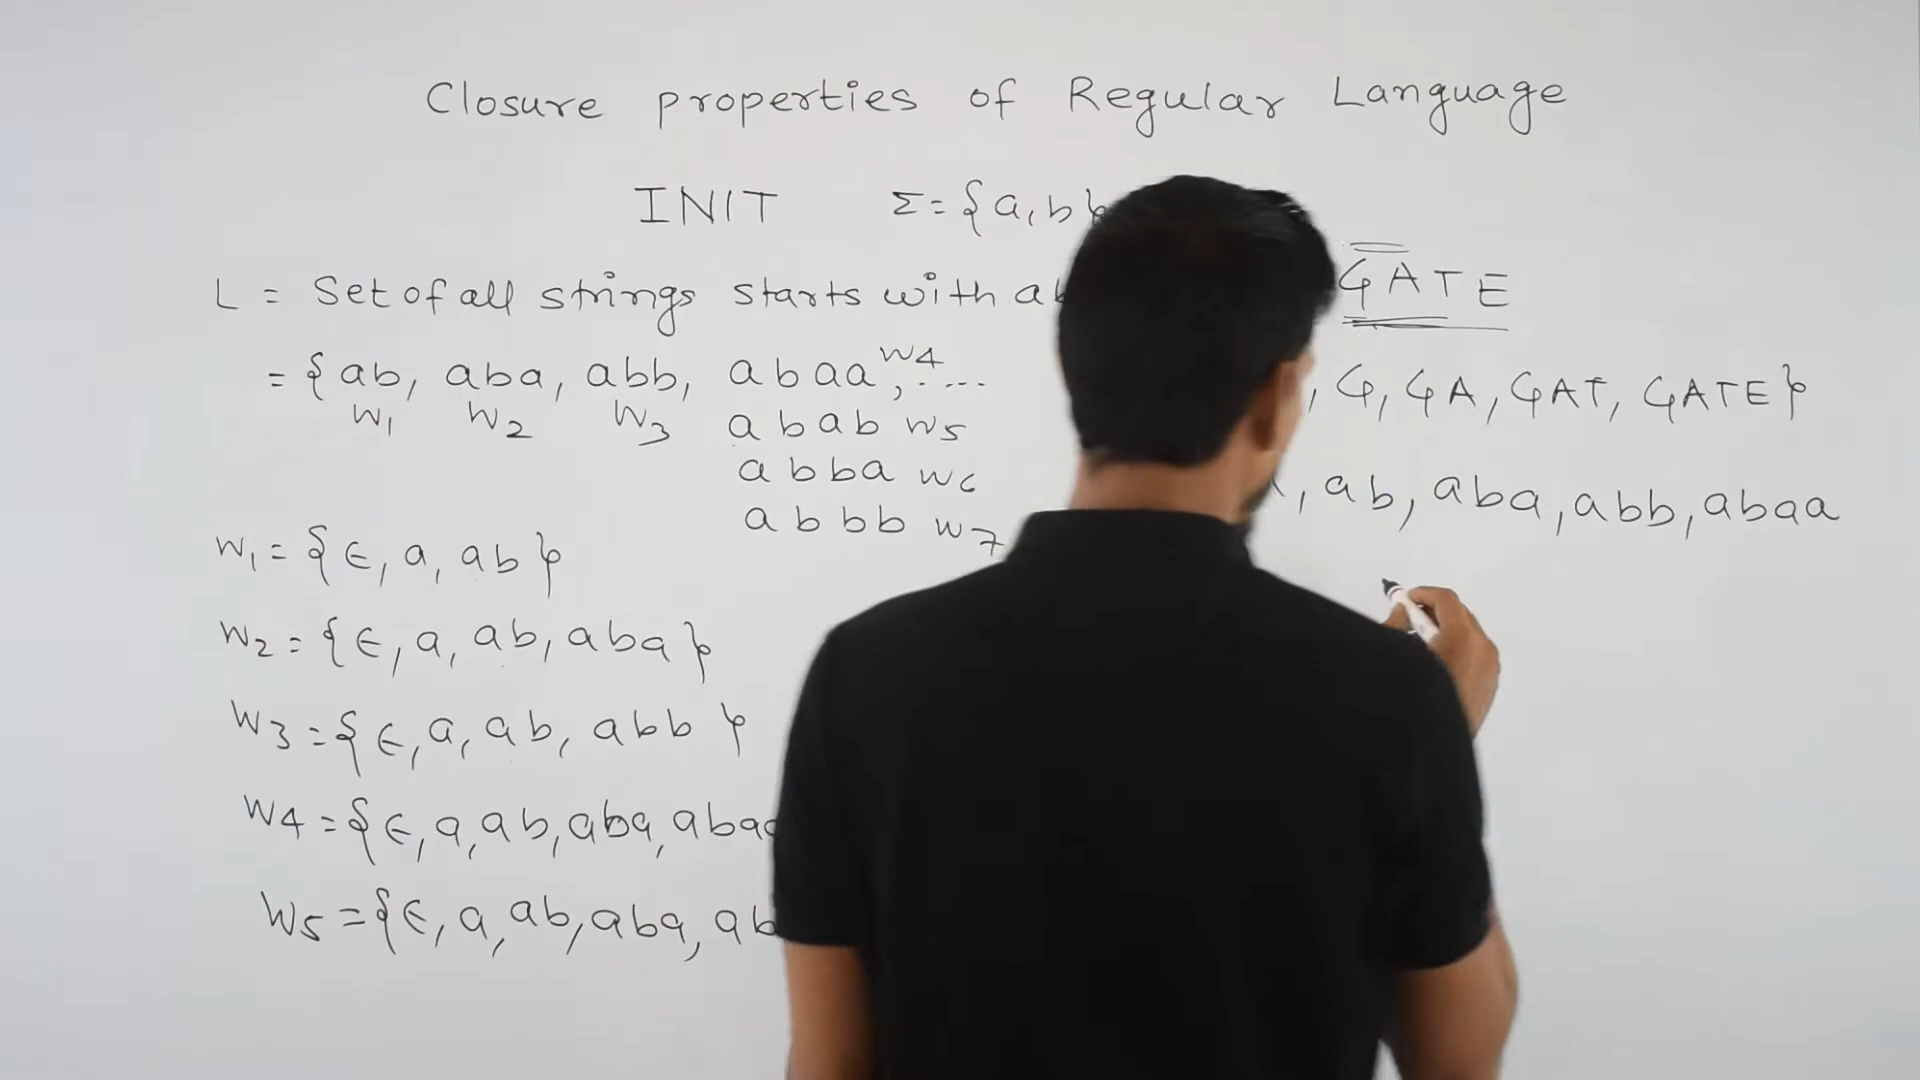 Closure properties of Regular Language
INIT Σ={a,b}
L = Set of all strings starts with
= {ab, aba, abb, abaa, ....
w1 w2 w3 w4
abab w5
abba w6
abbb w7
w1 = {ϵ, a, ab}
w2 = {ϵ, a, ab, aba}
w3 = {ϵ, a, ab, abb}
w4 = {ϵ, a, ab, aba, abaa
w5 = {ϵ, a, ab, aba, ab
GATE
, G, GA, GAT, GATE}
, ab, aba, abb, abaa